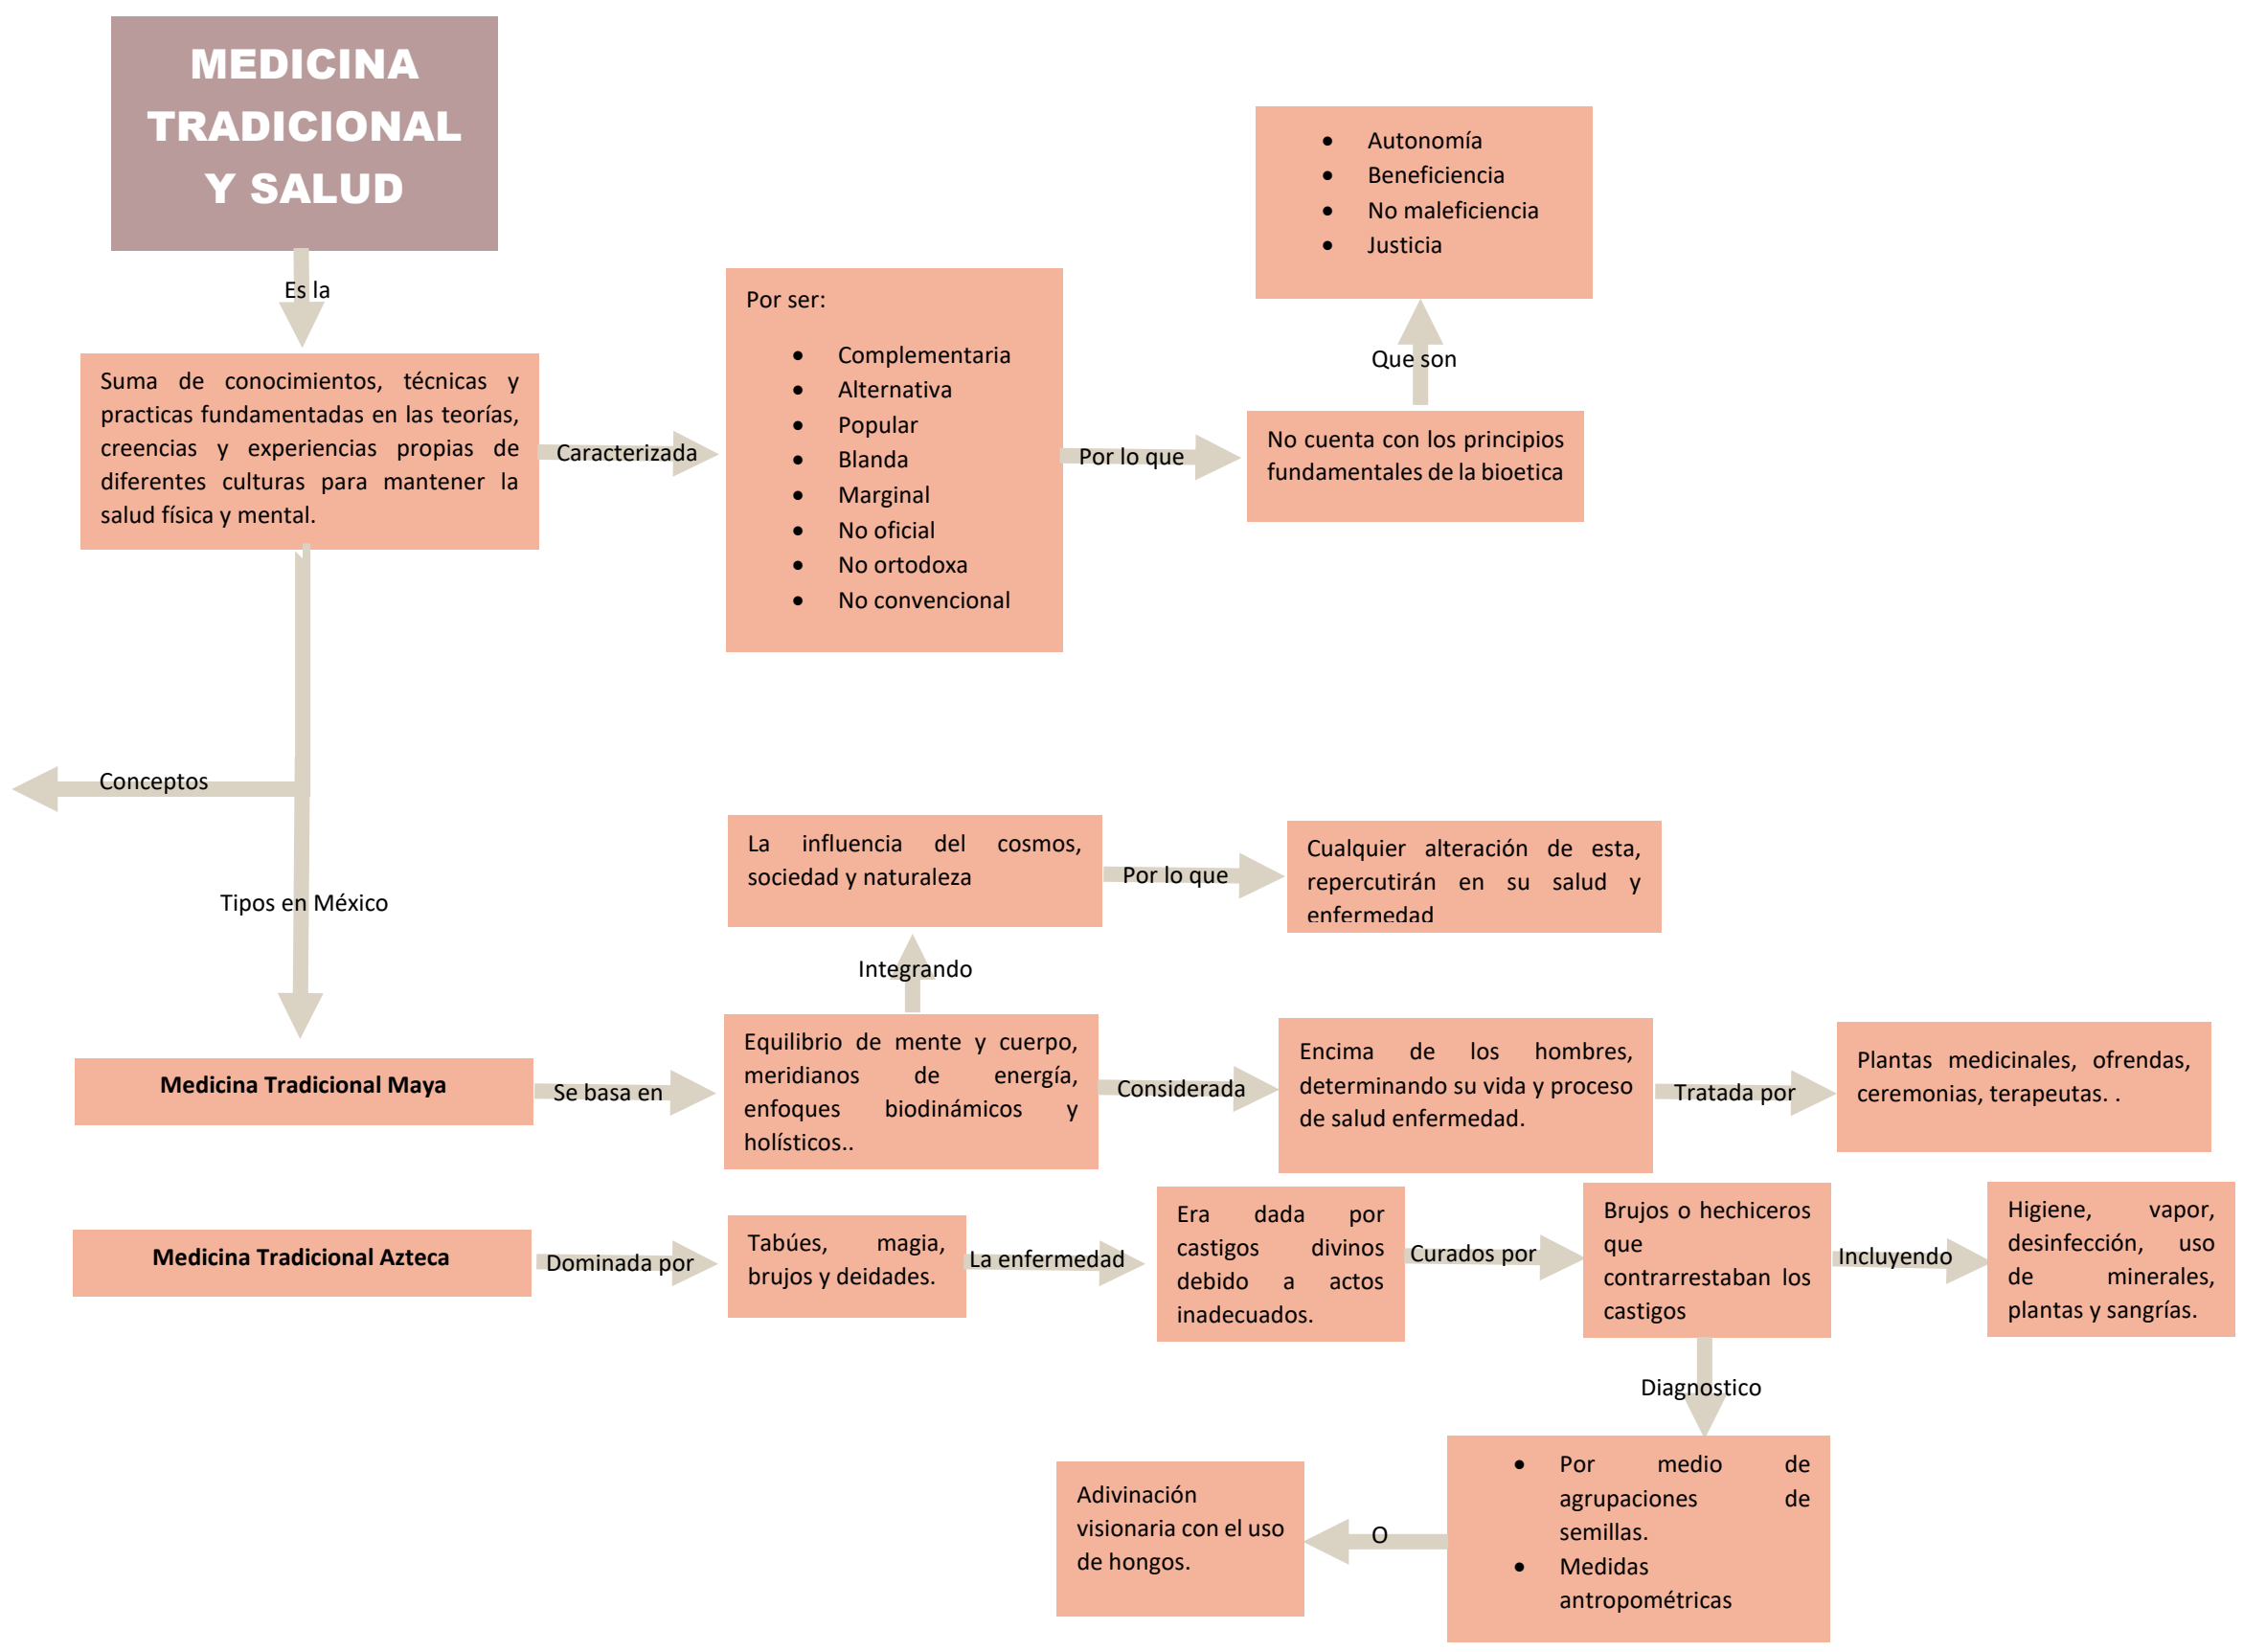 MEDICINA
TRADICIONAL
Y SALUD
Es la
Suma de conocimientos, técnicas y
practicas fundamentadas en las teorías,
creencias y experiencias propias de
diferentes culturas para mantener la
salud física y mental.
Caracterizada
Por ser:
• Complementaria
• Alternativa
• Popular
• Blanda
• Marginal
• No oficial
• No ortodoxa
• No convencional
Por lo que
No cuenta con los principios
fundamentales de la bioetica
Que son
• Autonomía
• Beneficiencia
• No maleficiencia
• Justicia
Conceptos
Tipos en México
Medicina Tradicional Maya
Se basa en
Equilibrio de mente y cuerpo,
meridianos de energía,
enfoques biodinámicos y
holísticos..
Integrando
La influencia del cosmos,
sociedad y naturaleza
Por lo que
Cualquier alteración de esta,
repercutirán en su salud y
enfermedad
Considerada
Encima de los hombres,
determinando su vida y proceso
de salud enfermedad.
Tratada por
Plantas medicinales, ofrendas,
ceremonias, terapeutas. .
Medicina Tradicional Azteca
Dominada por
Tabúes, magia,
brujos y deidades.
La enfermedad
Era dada por
castigos divinos
debido a actos
inadecuados.
Curados por
Brujos o hechiceros
que
contrarrestaban los
castigos
Incluyendo
Higiene, vapor,
desinfección, uso
de minerales,
plantas y sangrías.
Diagnostico
• Por medio de
agrupaciones de
semillas.
• Medidas
antropométricas
O
Adivinación
visionaria con el uso
de hongos.